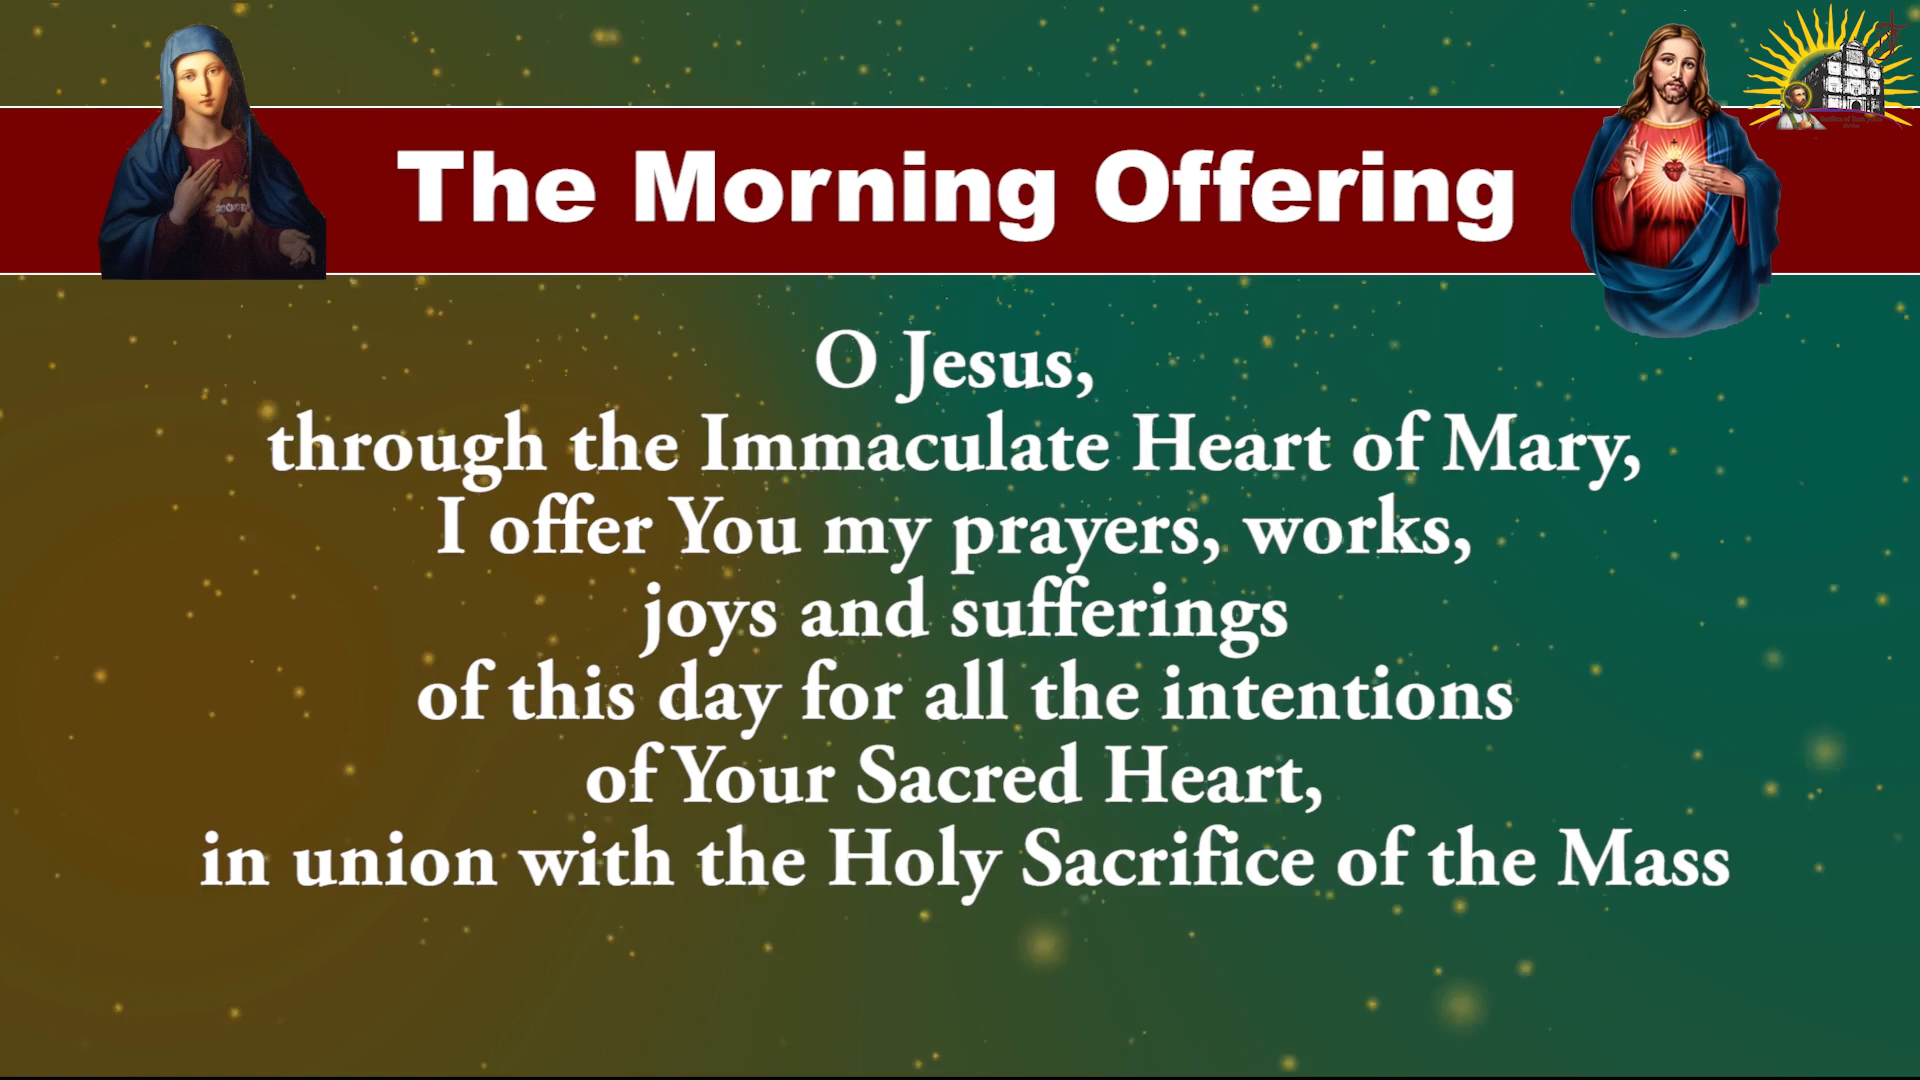 The Morning Offering
O Jesus,
through the Immaculate Heart of Mary,
I offer You my prayers, works,
joys and sufferings
of this day for all the intentions
of Your Sacred Heart,
in union with the Holy Sacrifice of the Mass